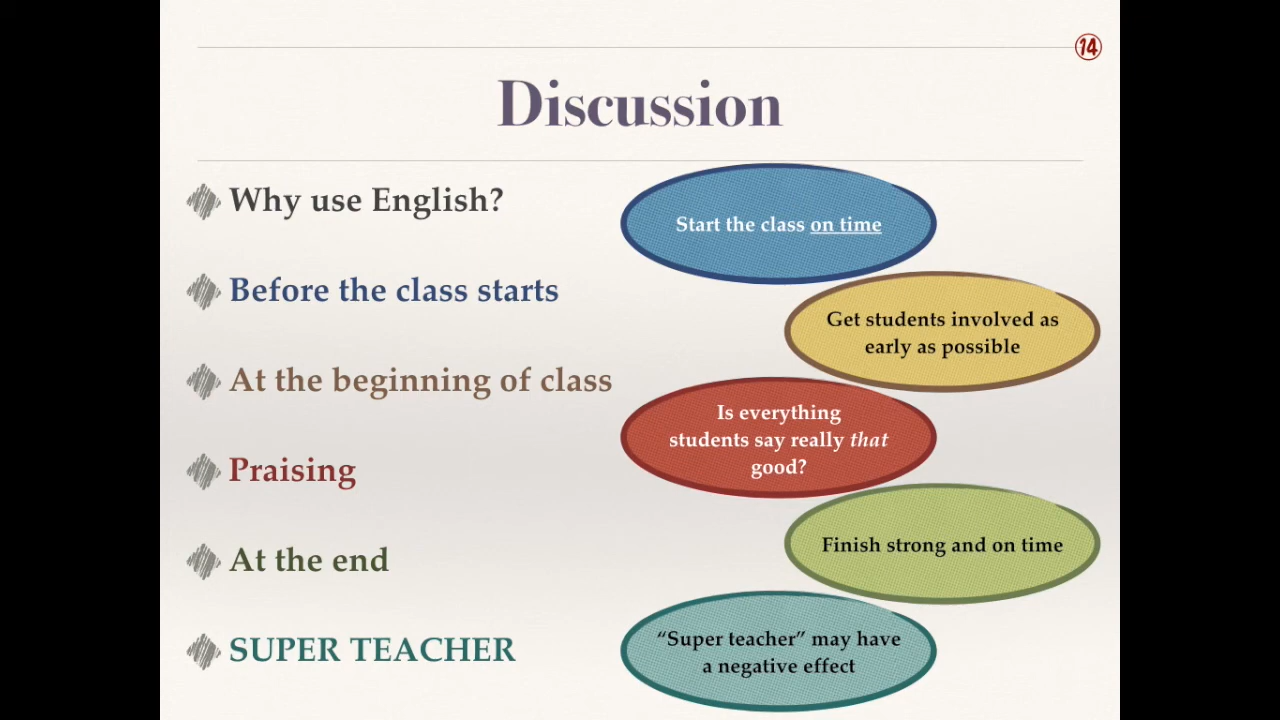 14
Discussion
Why use English?
Before the class starts
At the beginning of class
Praising
At the end
SUPER TEACHER
Start the class on time
Get students involved as
early as possible
Is everything
students say really that
good?
Finish strong and on time
“Super teacher” may have
a negative effect